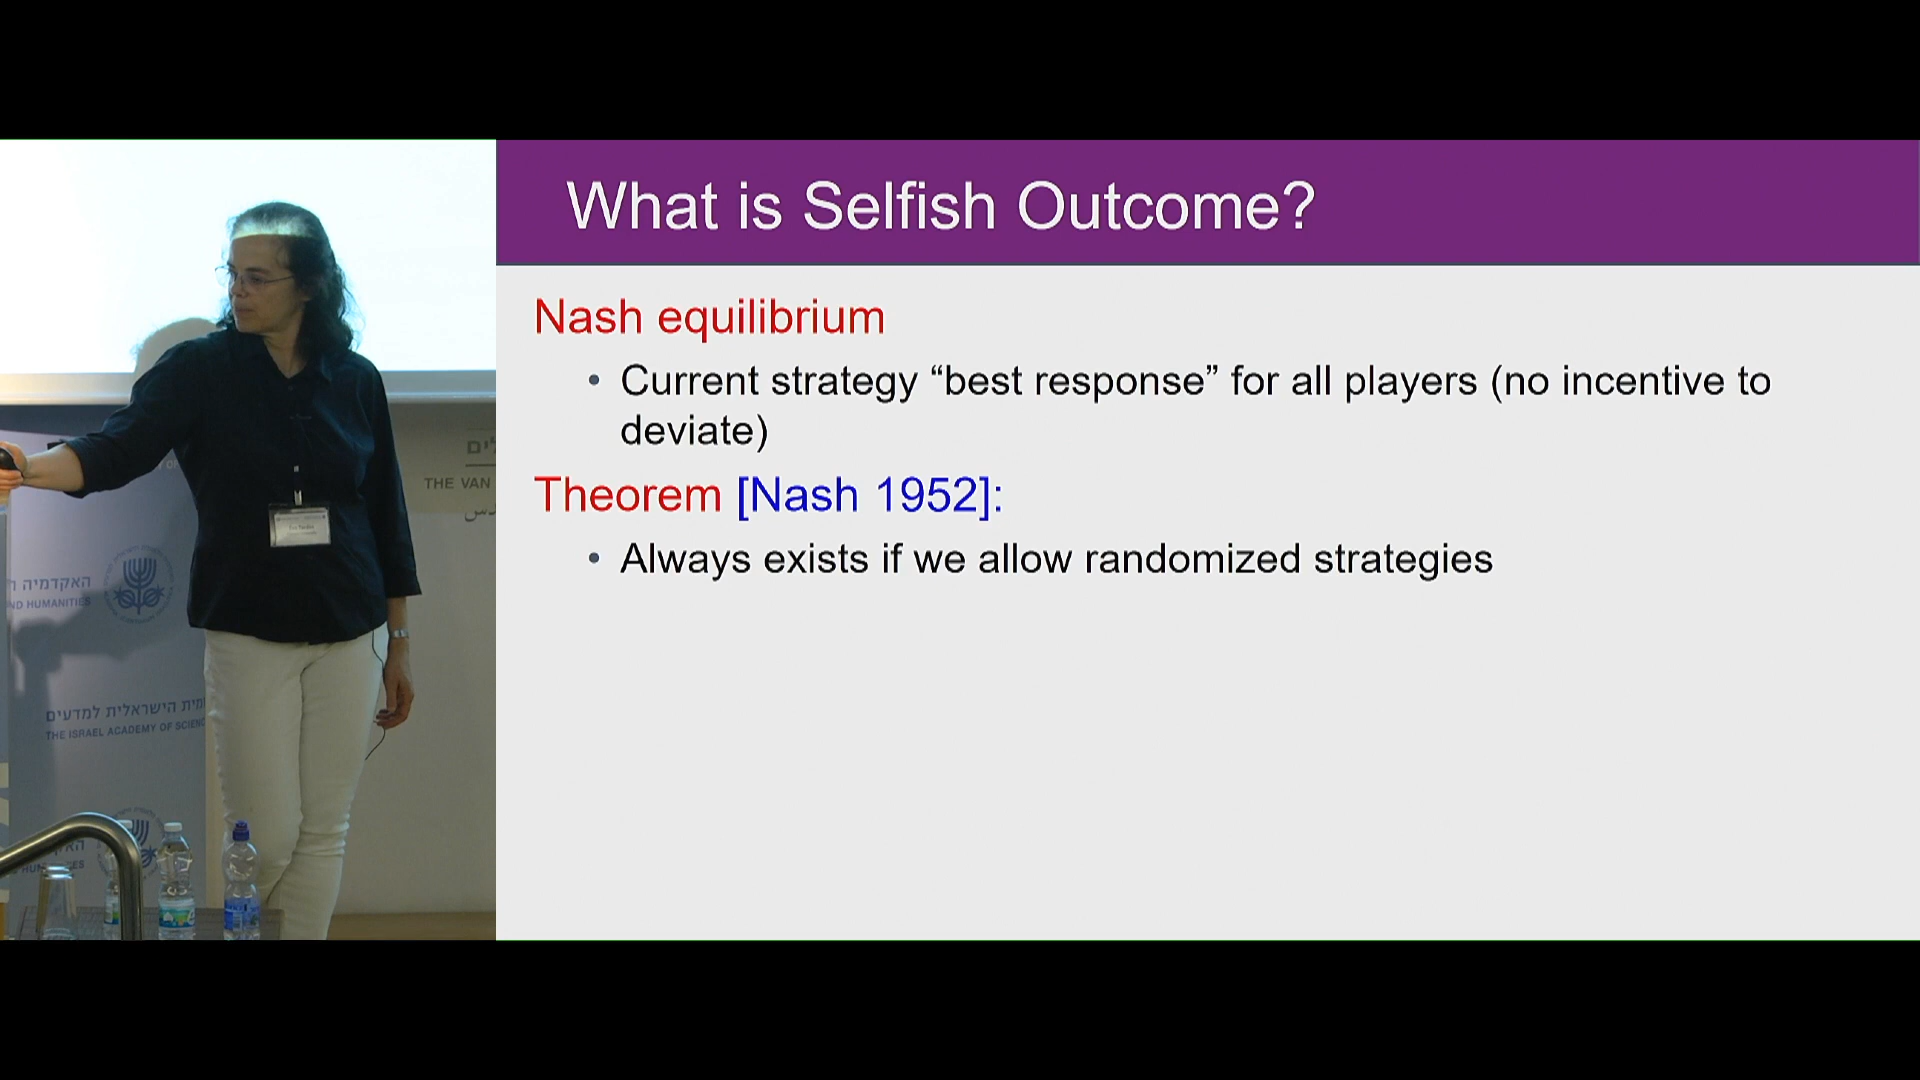 What is Selfish Outcome?
Nash equilibrium
• Current strategy “best response” for all players (no incentive to
deviate)
Theorem [Nash 1952]:
• Always exists if we allow randomized strategies
THE VAN
האקדמיה
ND HUMANITIES
מית הישראלית למדעים
THE ISRAEL ACADEMY OF SCIENC